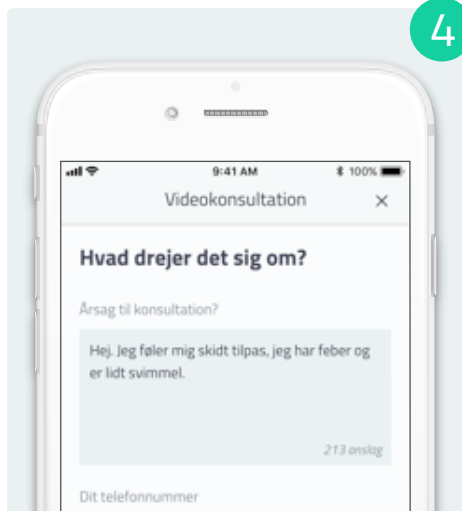 4
9:41 AM
100%
Videokonsultation
Hvad drejer det sig om?
Årsag til konsultation?
Hej. Jeg føler mig skidt tilpas, jeg har feber og
er lidt svimmel.
213 anslag
Dit telefonnummer